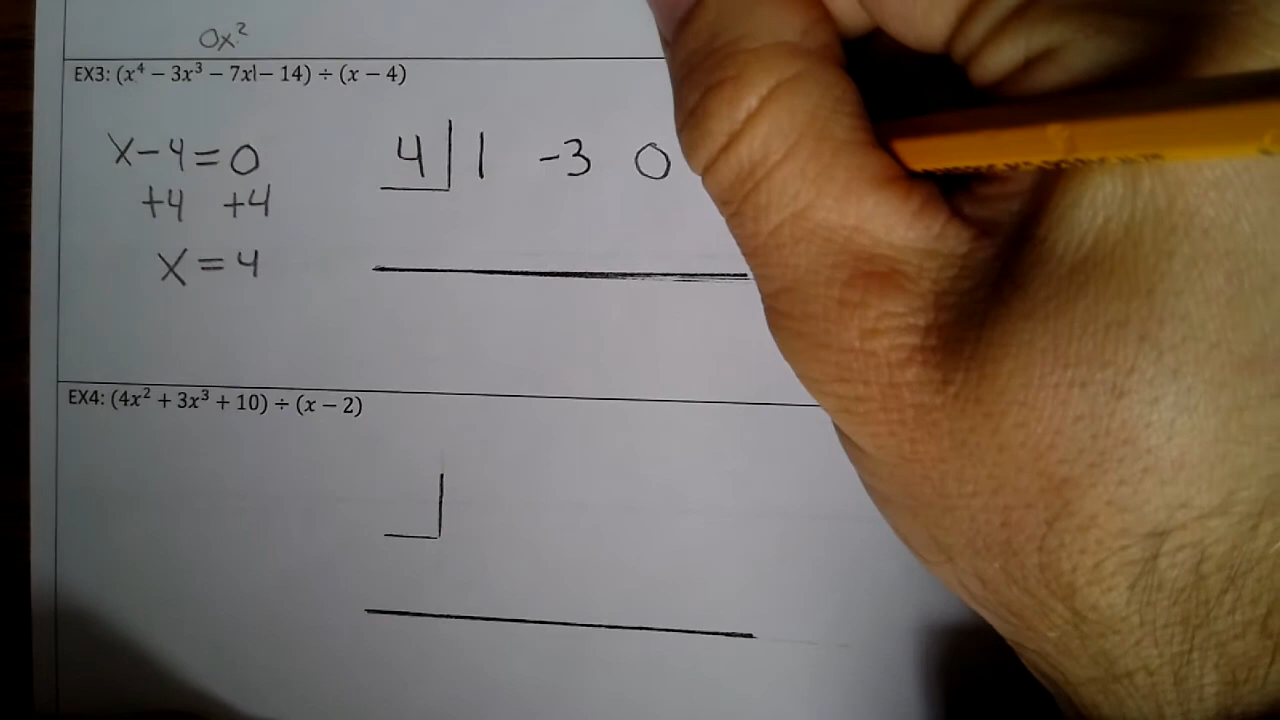 0x²
EX3: (x⁴ − 3x³ − 7x − 14) ÷ (x − 4)
x-4=0
+4 +4
x=4
4 1 -3 0
EX4: (4x² + 3x³ + 10) ÷ (x − 2)